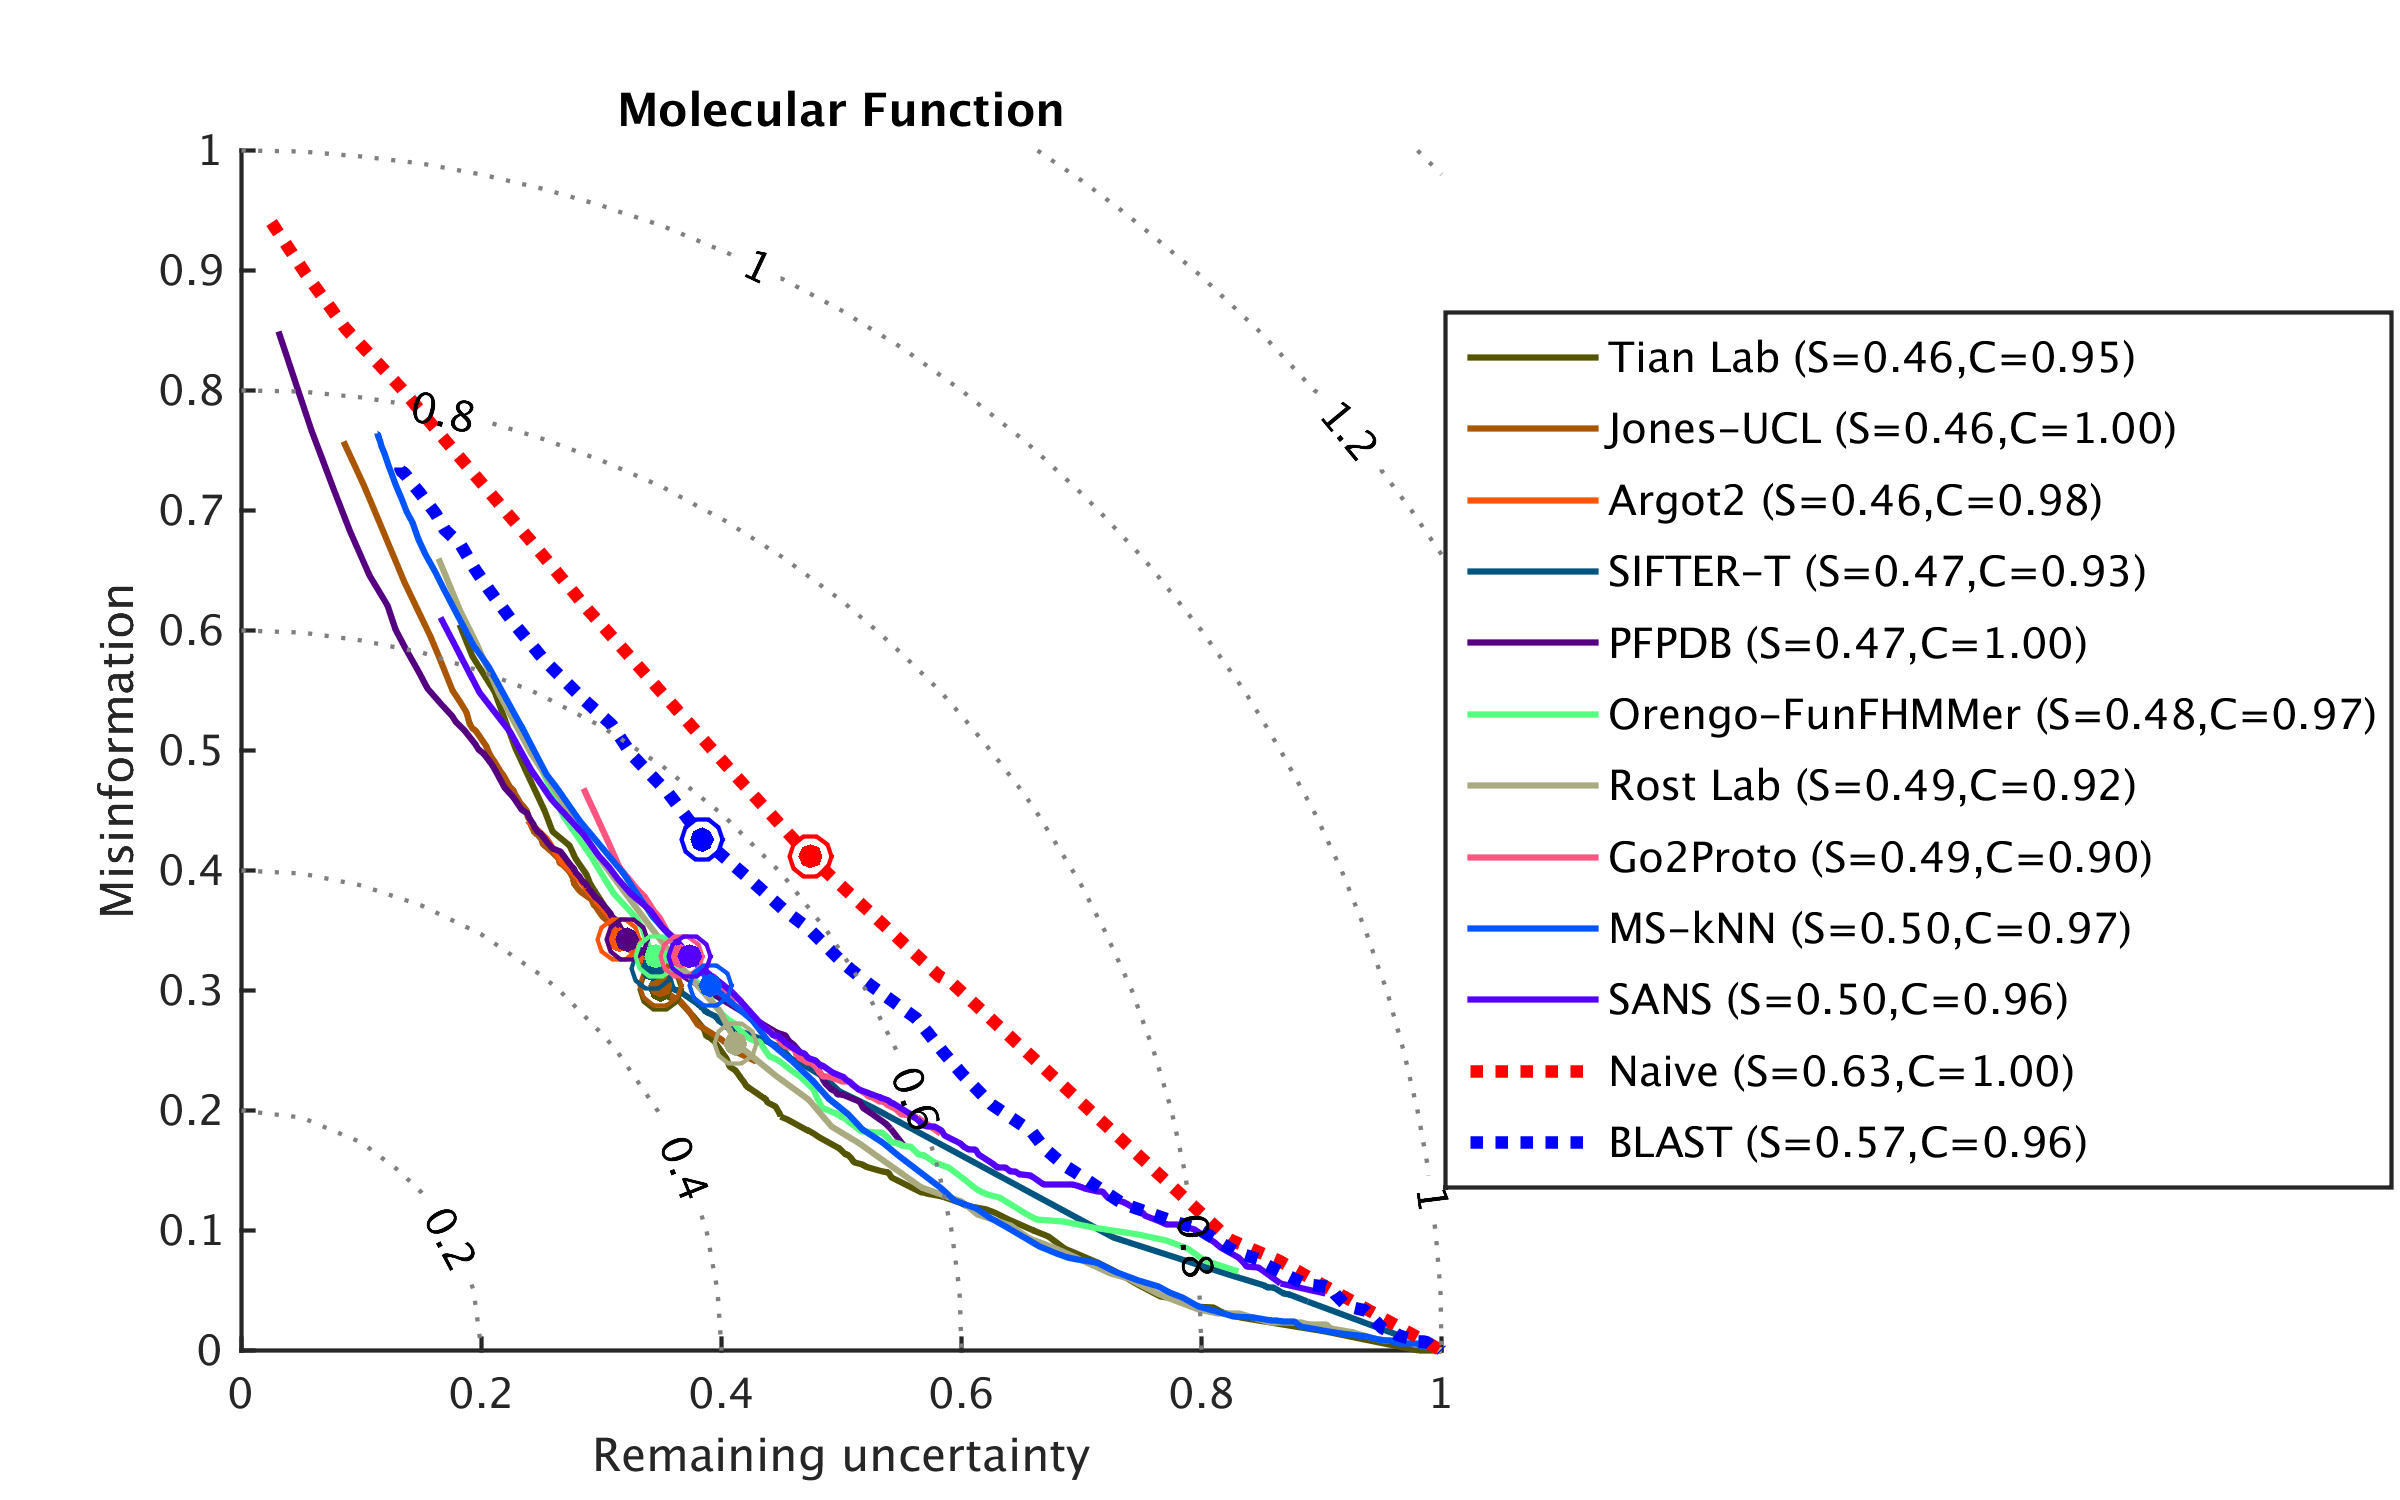 Molecular Function
Misinformation
1
0.9
0.8
0.7
0.6
0.5
0.4
0.3
0.2
0.1
0
0 0.2 0.4 0.6 0.8 1
Remaining uncertainty
1
0.8
1.2
0.6
0.4
0.2
0.8
1
Tian Lab (S=0.46,C=0.95)
Jones-UCL (S=0.46,C=1.00)
Argot2 (S=0.46,C=0.98)
SIFTER-T (S=0.47,C=0.93)
PFPDB (S=0.47,C=1.00)
Orengo-FunFHMMer (S=0.48,C=0.97)
Rost Lab (S=0.49,C=0.92)
Go2Proto (S=0.49,C=0.90)
MS-kNN (S=0.50,C=0.97)
SANS (S=0.50,C=0.96)
Naive (S=0.63,C=1.00)
BLAST (S=0.57,C=0.96)